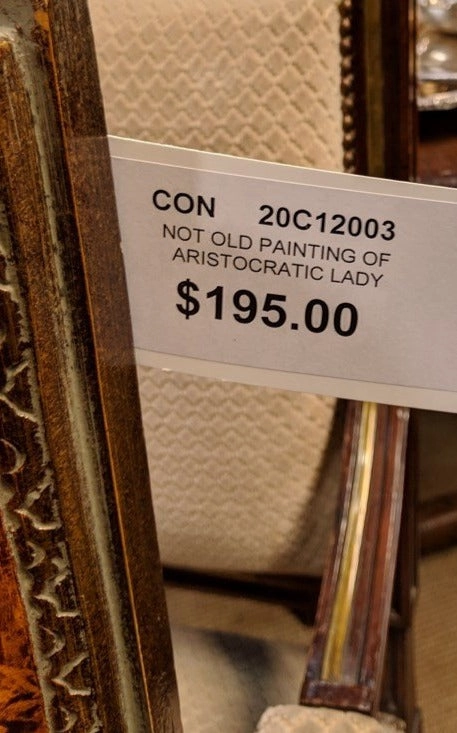 CON 20C12003
NOT OLD PAINTING OF
ARISTOCRATIC LADY
$195.00